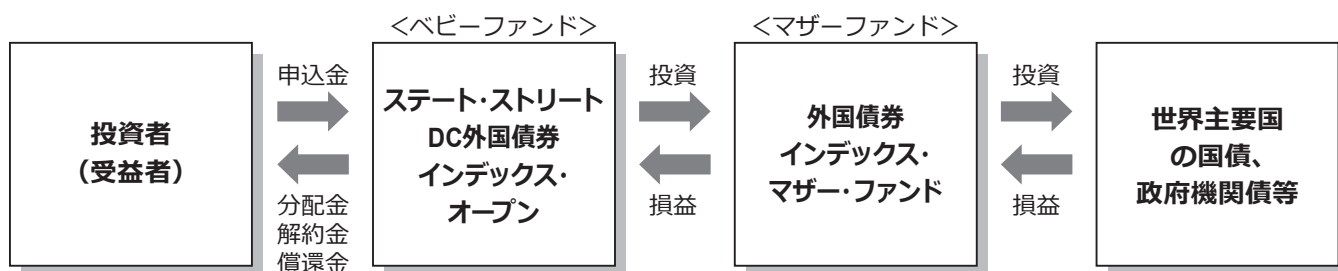 <ベビーファンド>
<マザーファンド>
投資者
（受益者）
申込金
分配金
解約金
償還金
ステート・ストリート
DC外国債券
インデックス・
オープン
投資
損益
外国債券
インデックス・
マザー・ファンド
投資
損益
世界主要国
の国債、
政府機関債等